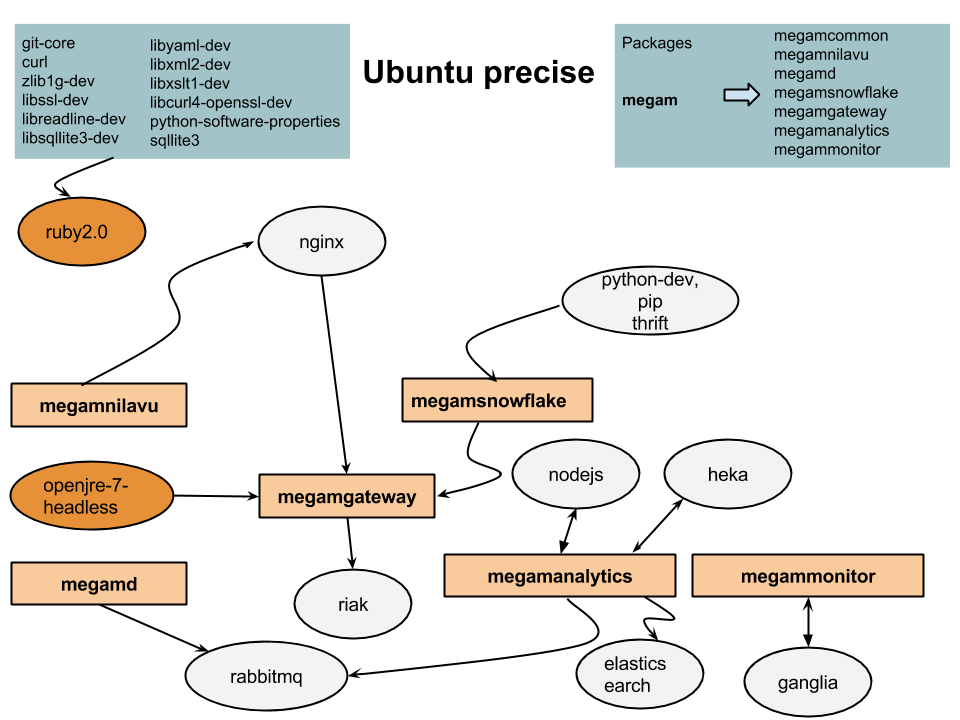 git-core
curl
zlib1g-dev
libssl-dev
libreadline-dev
libsqllite3-dev
libyaml-dev
libxml2-dev
libxslt1-dev
libcurl4-openssl-dev
python-software-properties
sqllite3
Ubuntu precise
Packages
megam
megamcommon
megamnilavu
megamd
megamsnowflake
megamgateway
megamanalytics
megammonitor
ruby2.0
nginx
python-dev,
pip
thrift
megamnilavu
megamsnowflake
openjre-7-
headless
megamgateway
nodejs
heka
megamd
riak
megamanalytics
megammonitor
rabbitmq
elastics
earch
ganglia